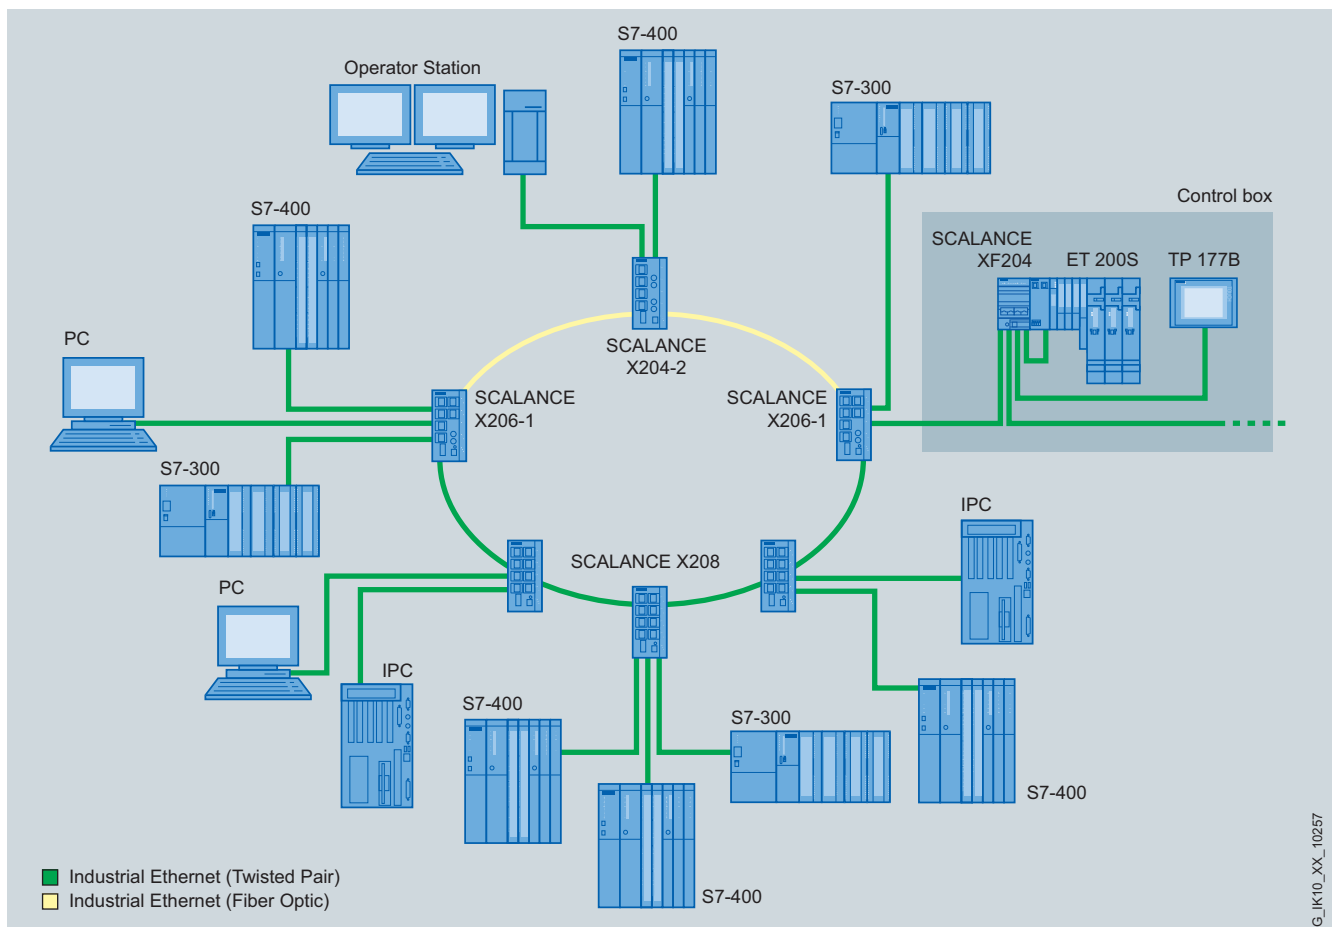 S7-400
Operator Station
S7-300
Control box
S7-400
SCALANCE
XF204
ET 200S
TP 177B
PC
SCALANCE
X204-2
SCALANCE
X206-1
SCALANCE
X206-1
S7-300
IPC
SCALANCE X208
PC
IPC
S7-400
S7-300
S7-400
S7-400
Industrial Ethernet (Twisted Pair)
Industrial Ethernet (Fiber Optic)
G_IK10_XX_10257